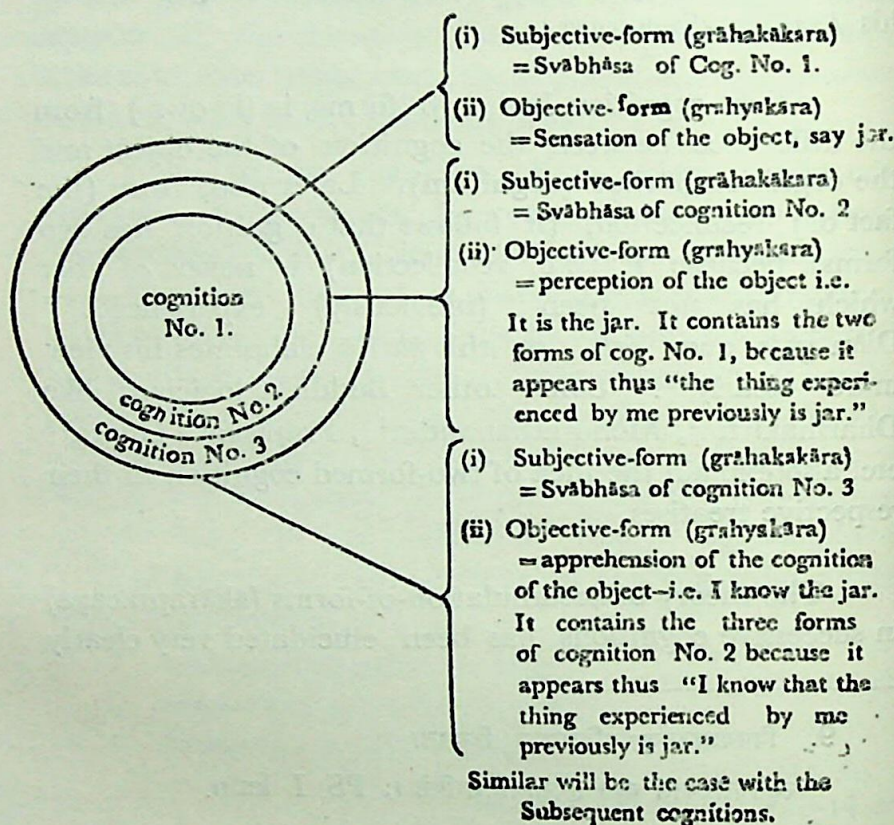 (i) Subjective-form (grāhakākāra)
=Svābhāsa of Cog. No. 1.
(ii) Objective-form (grahyakāra)
=Sensation of the object, say jar.
(i) Subjective-form (grāhakākara)
=Svābhāsa of cognition No. 2
(ii) Objective-form (grahyākara)
=perception of the object i.e.
It is the jar. It contains the two
forms of cog. No. 1, because it
appears thus "the thing experi-
enced by me previously is jar."
(i) Subjective-form (grāhakakāra)
=Svābhāsa of cognition No. 3
(ii) Objective-form (grahyakāra)
=apprehension of the cognition
of the object–i.e. I know the jar.
It contains the three forms
of cognition No. 2 because it
appears thus "I know that the
thing experienced by me
previously is jar."
Similar will be the case with the
Subsequent cognitions.
cognition
No. 1.
cognition No. 2
cognition No. 3